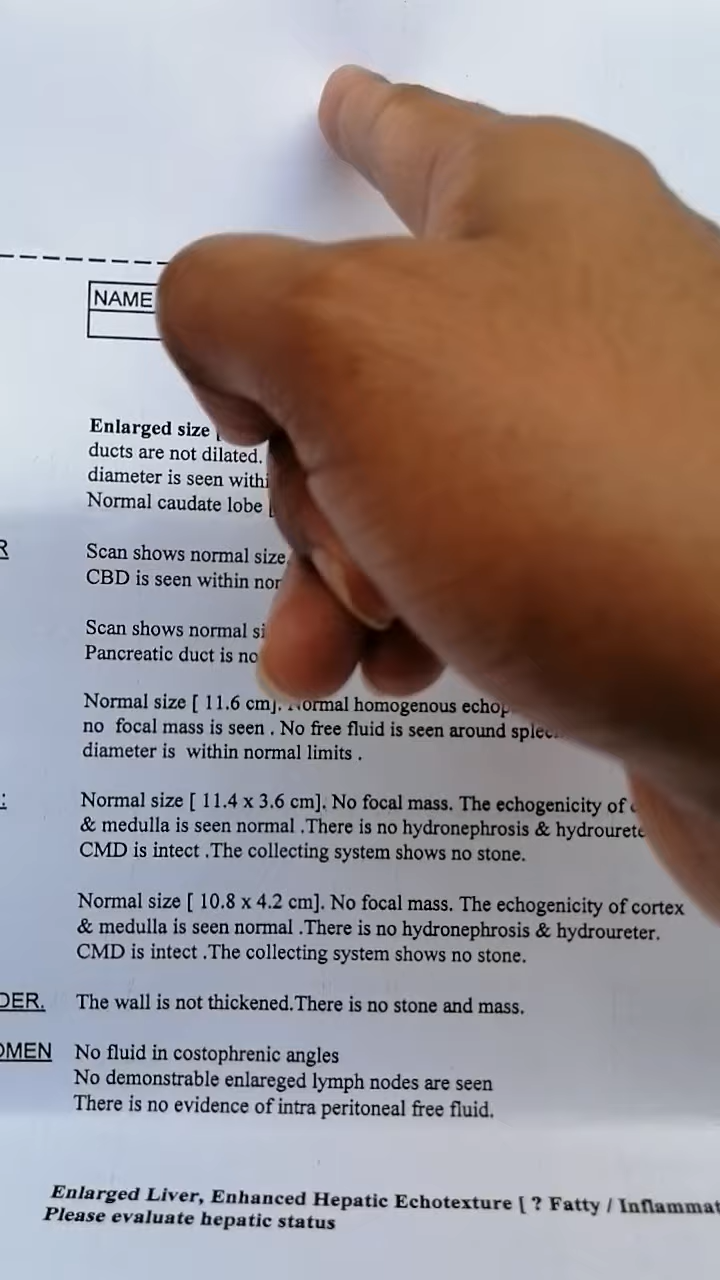 NAME
Enlarged size [
ducts are not dilated.
diameter is seen withi
Normal caudate lobe [
R
Scan shows normal size
CBD is seen within nor
Scan shows normal si
Pancreatic duct is no
Normal size [ 11.6 cm]. Normal homogenous echop
no focal mass is seen . No free fluid is seen around spleen.
diameter is within normal limits .
:
Normal size [ 11.4 x 3.6 cm]. No focal mass. The echogenicity of
& medulla is seen normal .There is no hydronephrosis & hydrourete
CMD is intect .The collecting system shows no stone.
Normal size [ 10.8 x 4.2 cm]. No focal mass. The echogenicity of cortex
& medulla is seen normal .There is no hydronephrosis & hydroureter.
CMD is intect .The collecting system shows no stone.
DER. The wall is not thickened.There is no stone and mass.
OMEN No fluid in costophrenic angles
No demonstrable enlareged lymph nodes are seen
There is no evidence of intra peritoneal free fluid.
Enlarged Liver, Enhanced Hepatic Echotexture [ ? Fatty / Inflammat
Please evaluate hepatic status